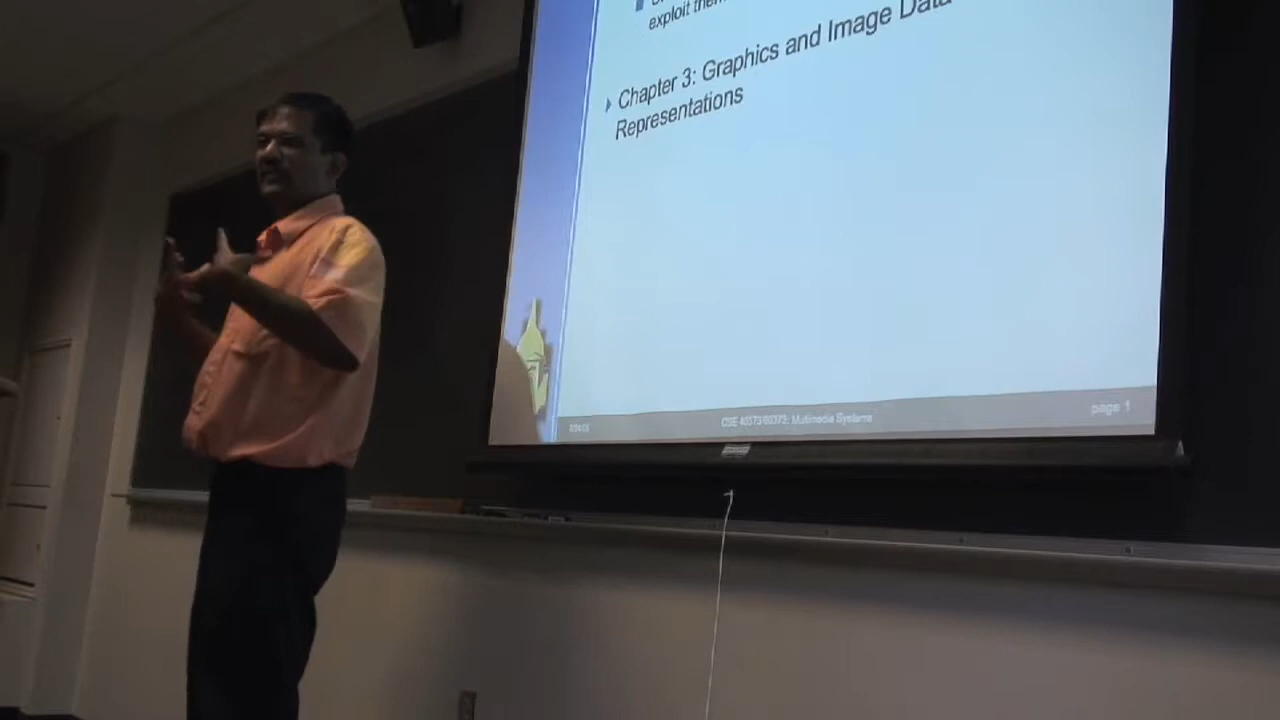 exploit them
Chapter 3: Graphics and Image Data
Representations
CSE 40373/60373: Multimedia Systems
page 1